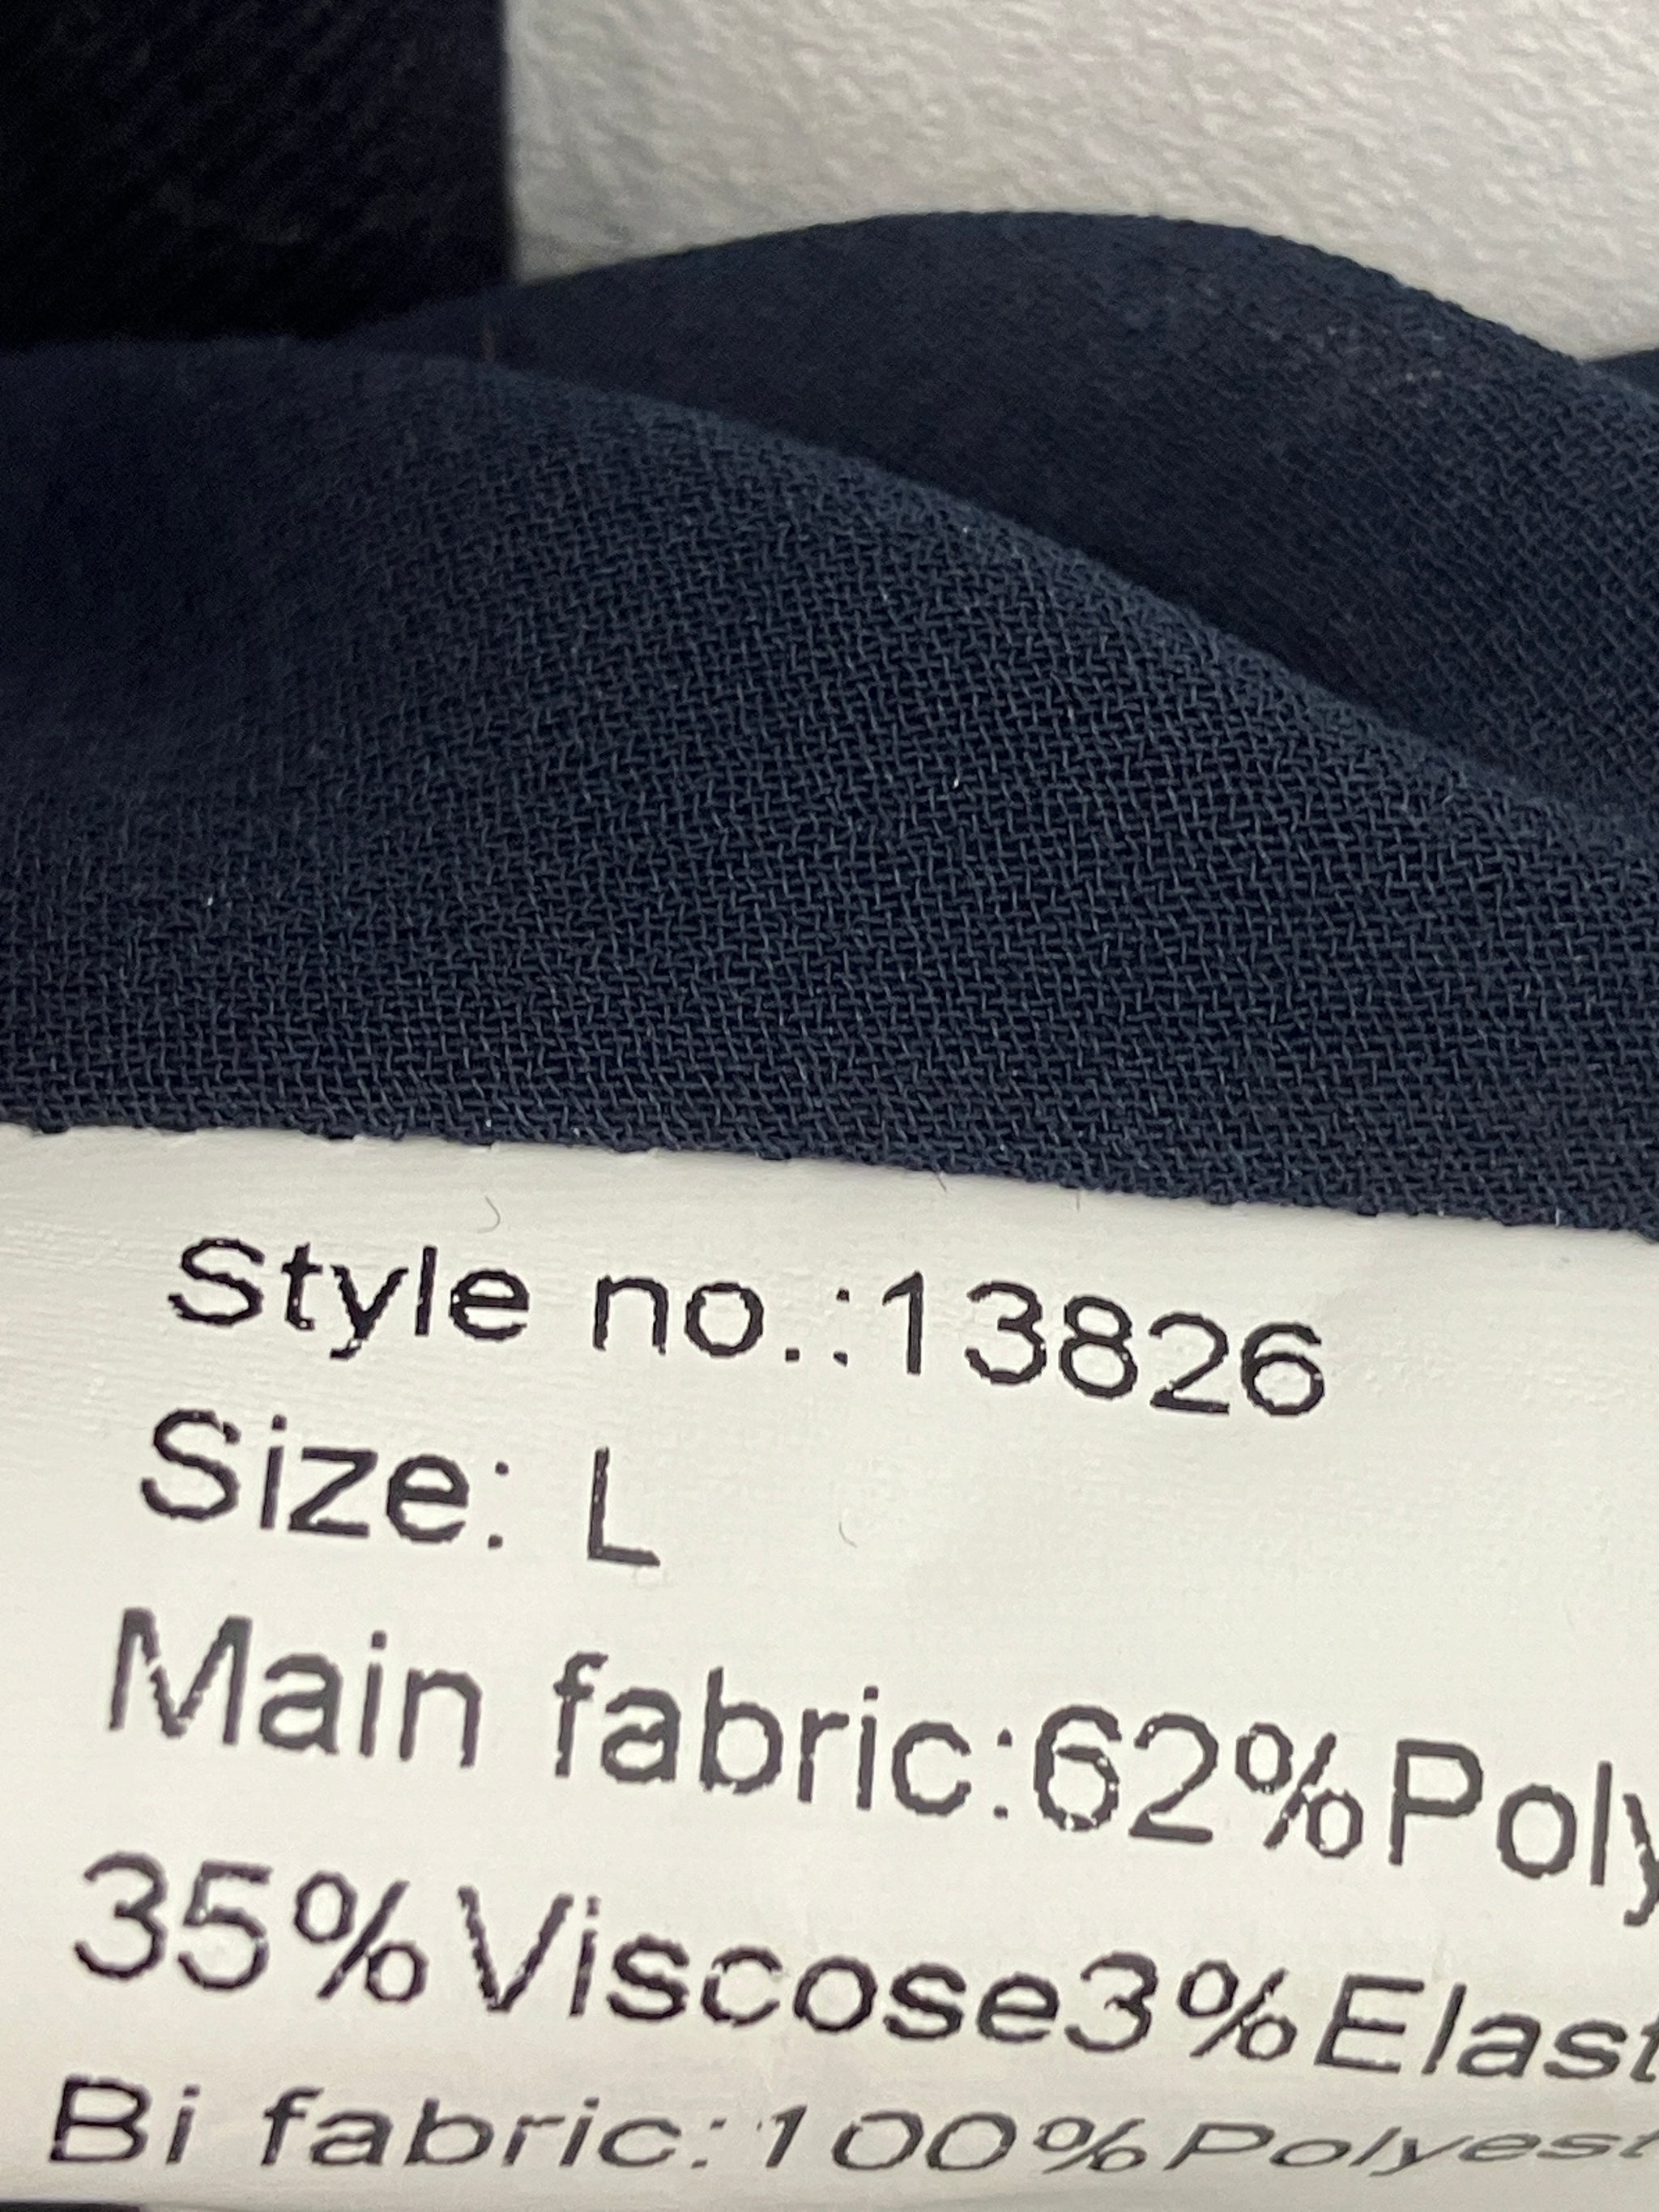 Style no.:13826
Size: L
Main fabric:62%Poly
35%Viscose3%Elast
Bi fabric:100%Polyest